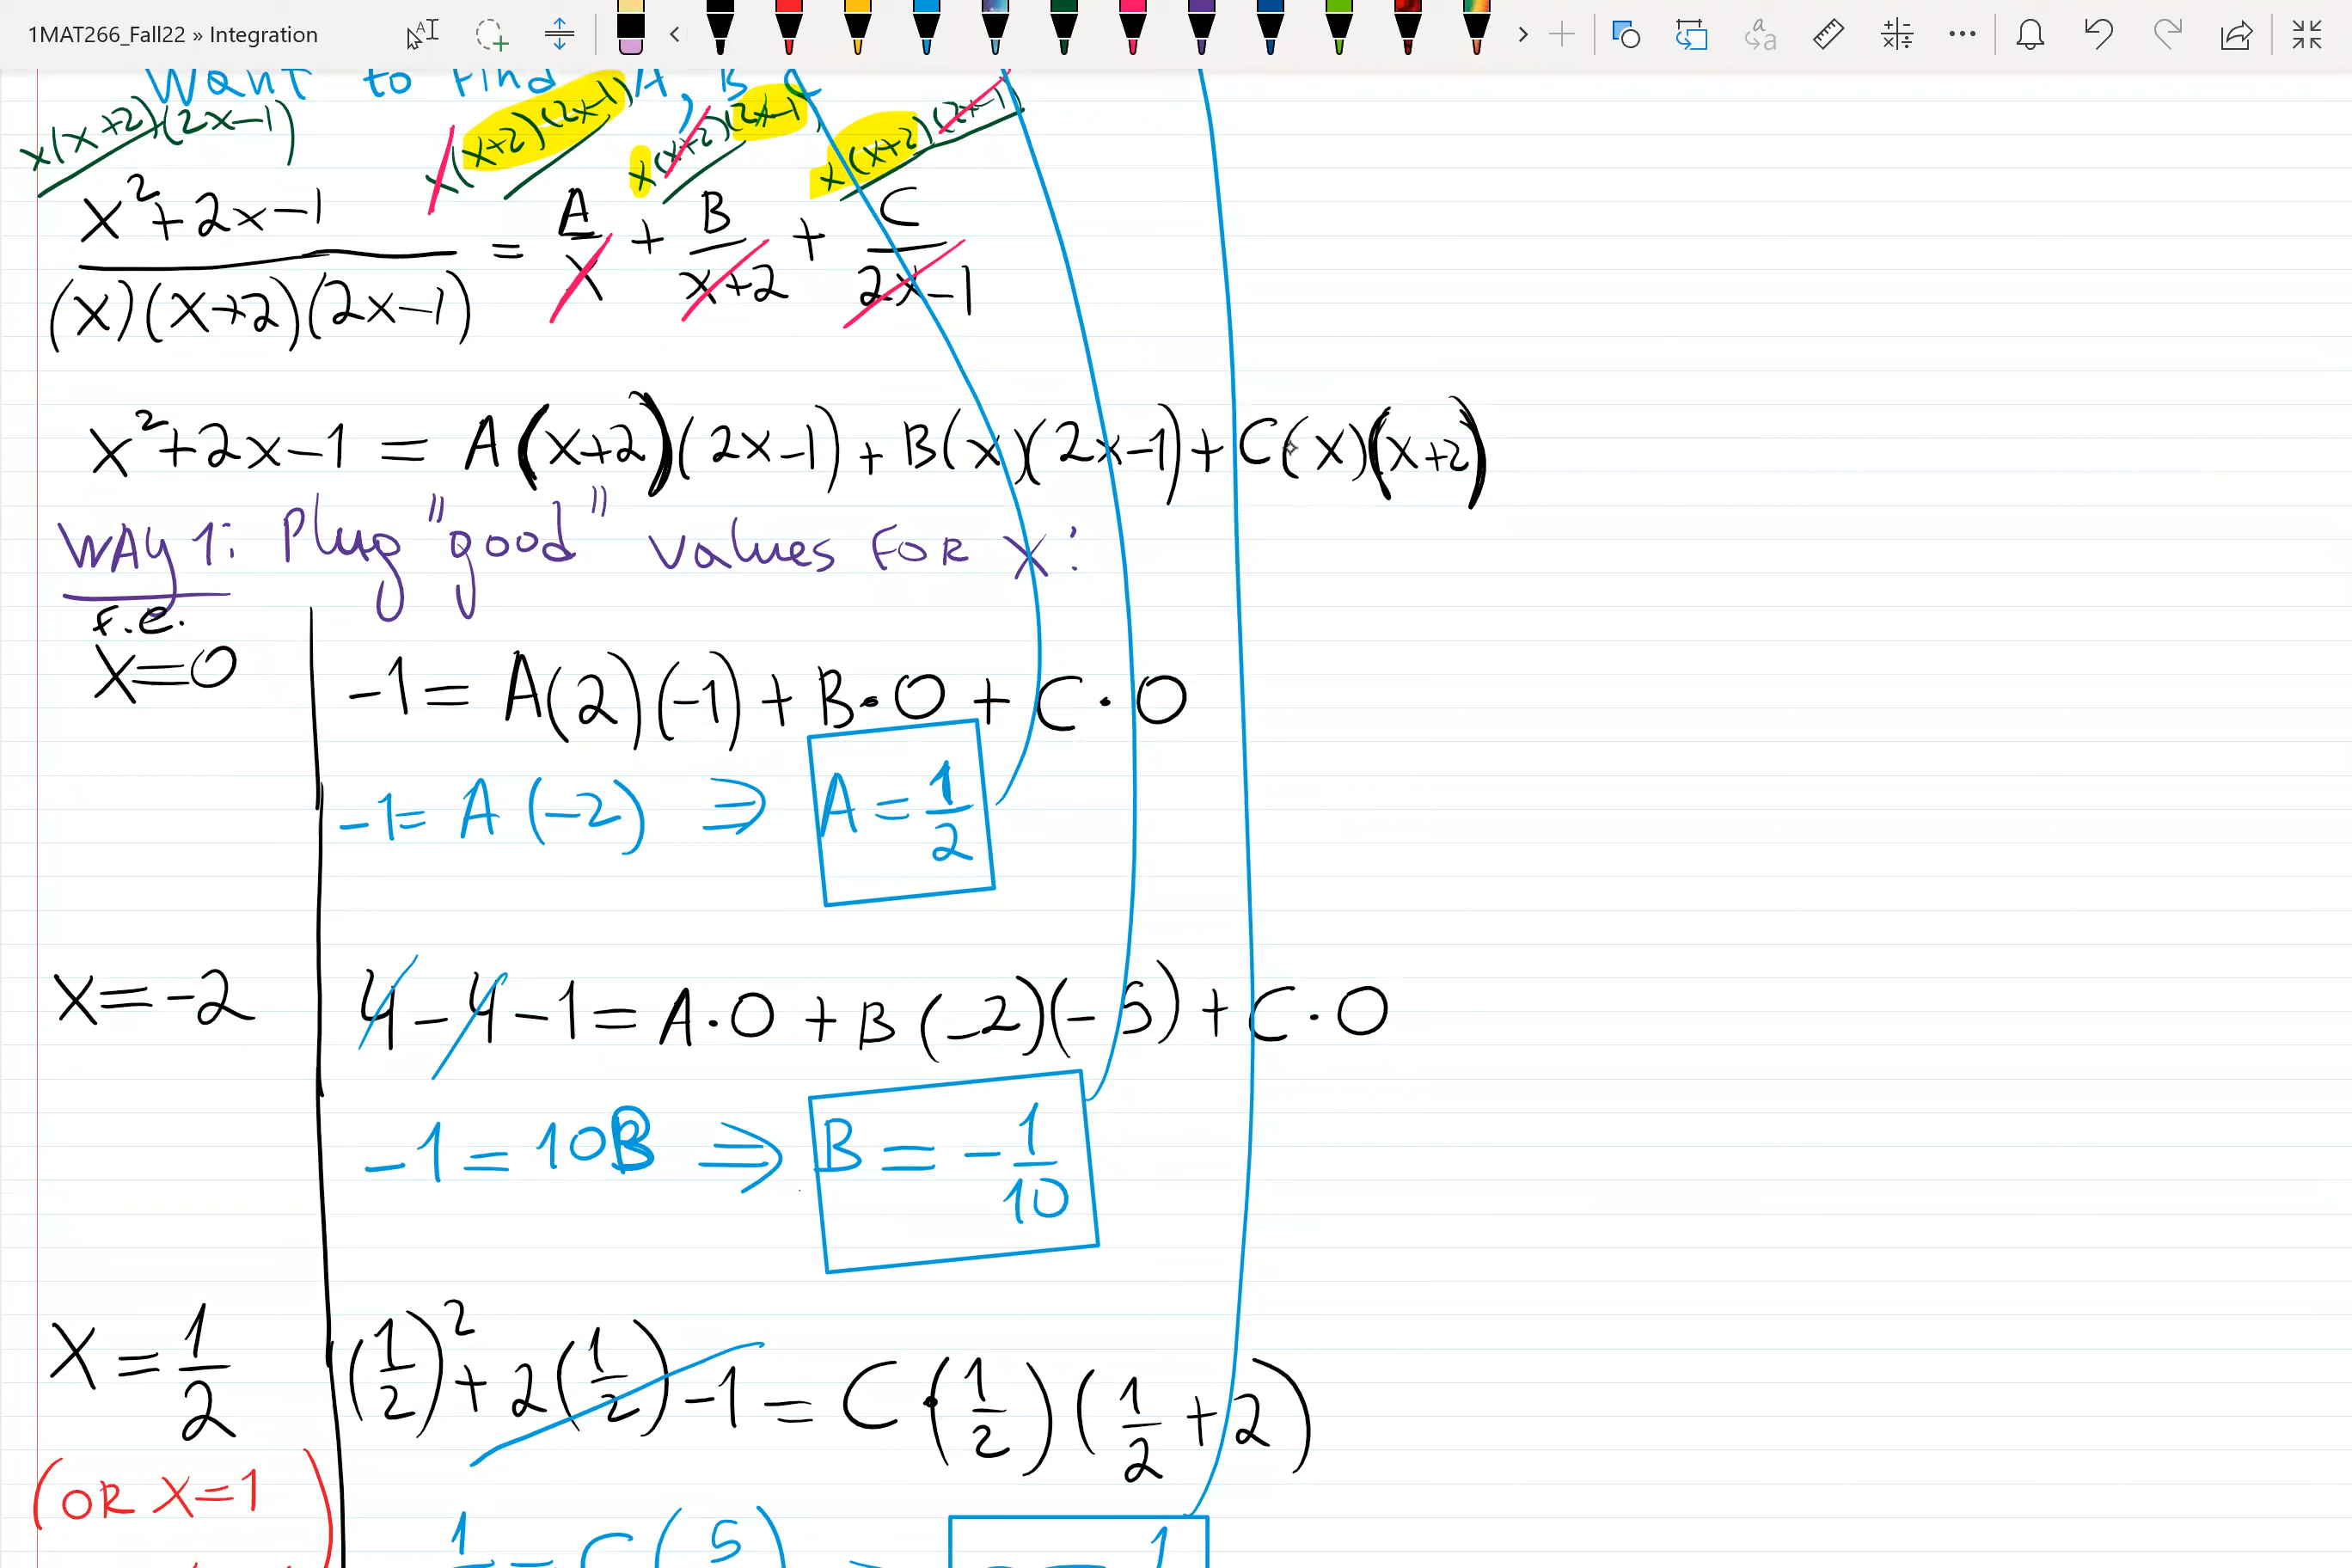 1MAT266_Fall22 » Integration
Want to Find A, B
x(x+2)(2x-1) x(x+2)(2x-1) x(x+2)(2x-1) x(x+2)(2x-1)
x²+2x-1 / (x)(x+2)(2x-1) = A/x + B/x+2 + C/2x-1
x²+2x-1 = A(x+2)(2x-1) + B(x)(2x-1) + C(x)(x+2)
WAY 1: Plug "good" values FOR x:
f.e.
x=0 -1 = A(2)(-1) + B·0 + C·0
-1 = A(-2) ⇒ A = 1/2
x=-2 4-4-1 = A·0 + B(-2)(-5) + C·0
-1 = 10B ⇒ B = -1/10
x = 1/2 (1/2)² + 2(1/2) - 1 = C·(1/2)(1/2+2)
(OR x=1